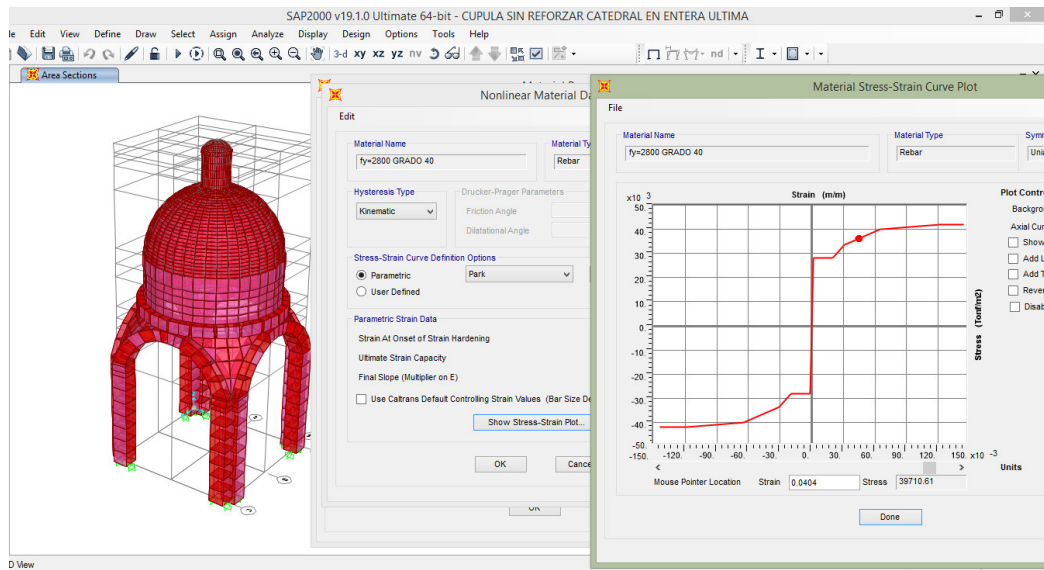 SAP2000 v19.1.0 Ultimate 64-bit - CUPULA SIN REFORZAR CATEDRAL EN ENTERA ULTIMA
le Edit View Define Draw Select Assign Analyze Display Design Options Tools Help
3-d xy xz yz nv nd
Area Sections
Nonlinear Material Da
Edit
Material Name
Material Ty
fy=2800 GRADO 40
Rebar
Hysteresis Type
Drucker-Prager Parameters
Kinematic
Friction Angle
Dilatational Angle
Stress-Strain Curve Definition Options
Parametric
Park
User Defined
Parametric Strain Data
Strain At Onset of Strain Hardening
Ultimate Strain Capacity
Final Slope (Multiplier on E)
Use Caltrans Default Controlling Strain Values (Bar Size De
Show Stress-Strain Plot...
OK
Cance
OK
Material Stress-Strain Curve Plot
File
Material Name
Material Type
Symm
fy=2800 GRADO 40
Rebar
Unia
x10 3
Strain (m/m)
Plot Contro
50.
40.
30.
20.
10.
0.
-10.
-20.
-30.
-40.
-50.
Stress (Tonf/m2)
Backgrou
Axial Cur
Show
Add L
Add T
Rever
Disab
-150. -120. -90. -60. -30. 0. 30. 60. 90. 120. 150. x10 -3
Units
Mouse Pointer Location Strain 0.0404 Stress 39710.61
Done
D View